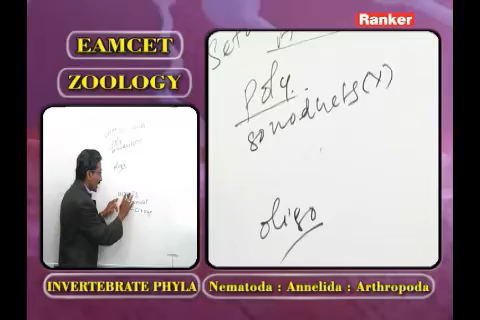 Ranker
EAMCET
ZOOLOGY
Poly
gonoducts (X)
oligo
INVERTEBRATE PHYLA
Nematoda : Annelida : Arthropoda